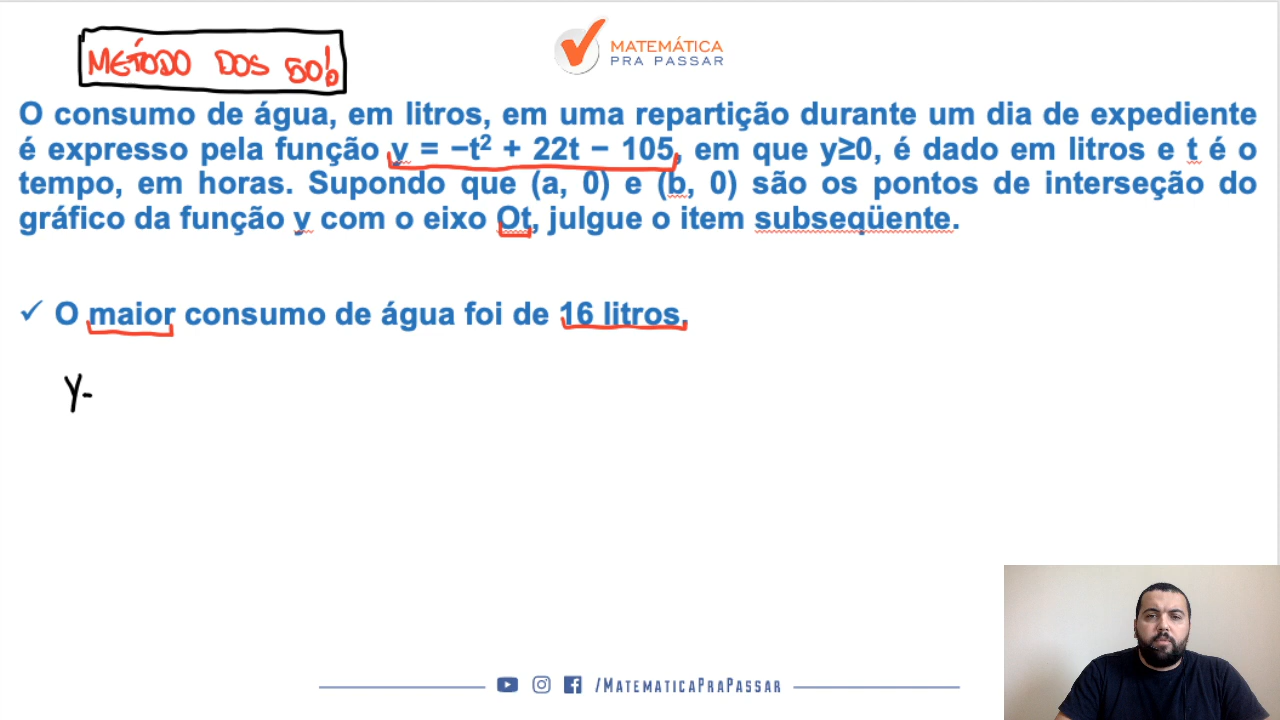 MÉTODO DOS 50%
MATEMÁTICA
PRA PASSAR
O consumo de água, em litros, em uma repartição durante um dia de expediente
é expresso pela função y = −t² + 22t − 105, em que y≥0, é dado em litros e t é o
tempo, em horas. Supondo que (a, 0) e (b, 0) são os pontos de interseção do
gráfico da função y com o eixo Ot, julgue o item subseqüente.
✓ O maior consumo de água foi de 16 litros.
Y-
/MATEMATICAPRAPASSAR